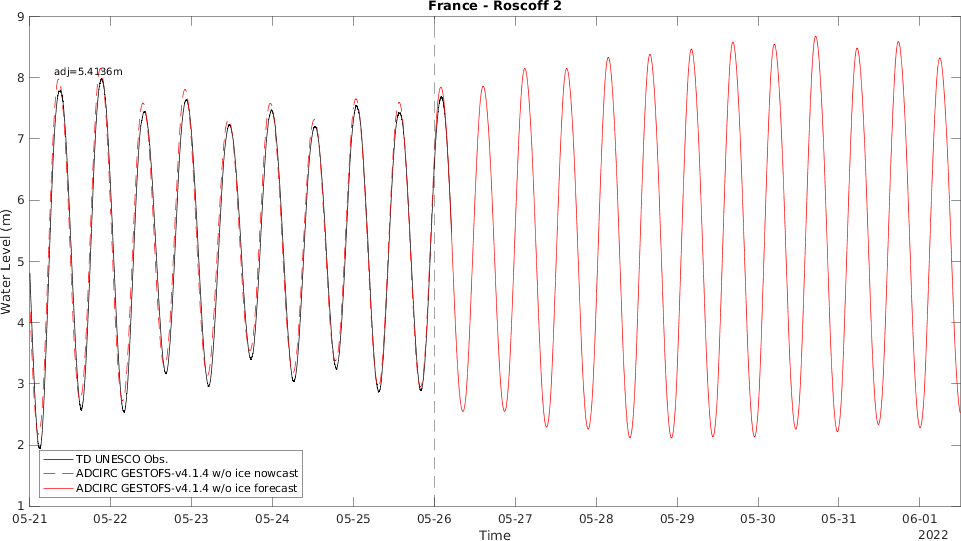 France - Roscoff 2
9
8
7
6
5
4
3
2
1
Water Level (m)
adj=5.4136m
TD UNESCO Obs.
ADCIRC GESTOFS-v4.1.4 w/o ice nowcast
ADCIRC GESTOFS-v4.1.4 w/o ice forecast
05-21 05-22 05-23 05-24 05-25 05-26 05-27 05-28 05-29 05-30 05-31 06-01
Time
2022